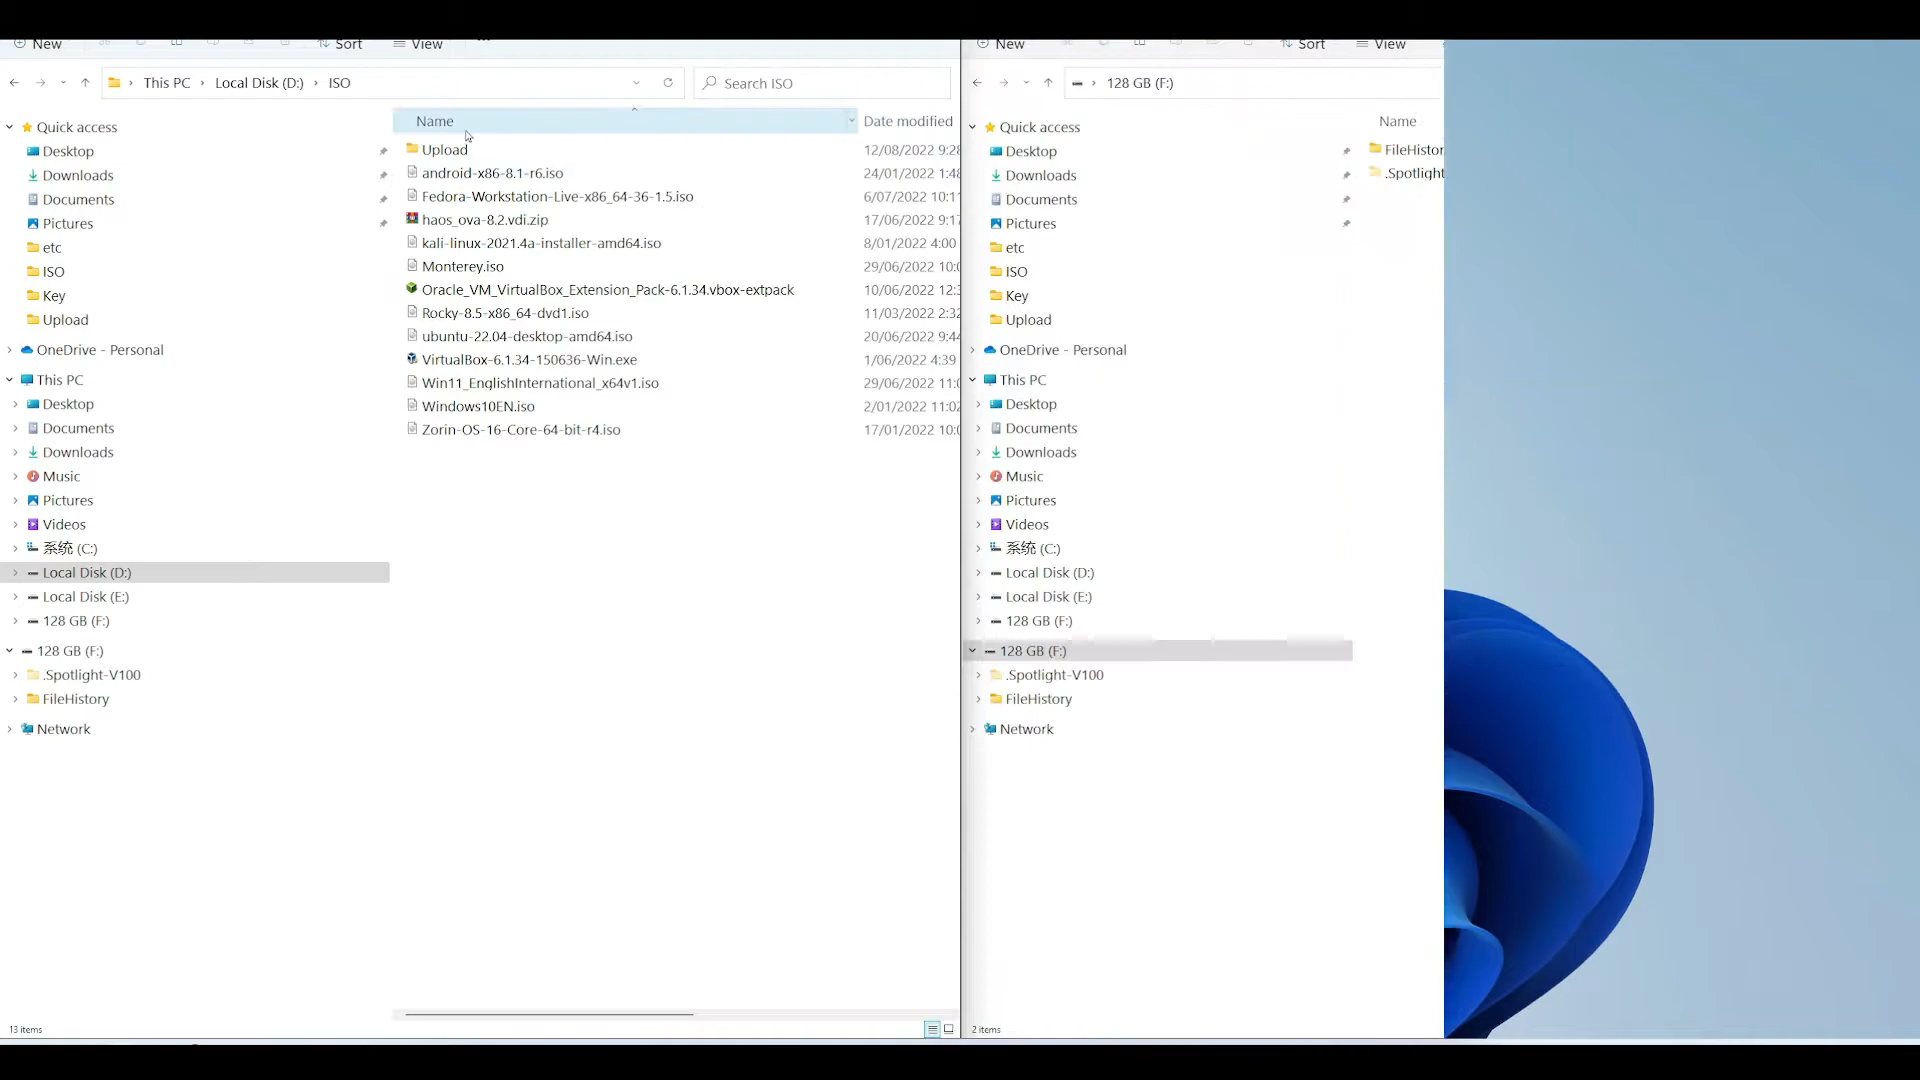 New Sort View
This PC Local Disk (D:) ISO Search ISO
Quick access
Desktop
Downloads
Documents
Pictures
etc
ISO
Key
Upload
OneDrive - Personal
This PC
Desktop
Documents
Downloads
Music
Pictures
Videos
系统 (C:)
Local Disk (D:)
Local Disk (E:)
128 GB (F:)
128 GB (F:)
.Spotlight-V100
FileHistory
Network
13 items
Name Date modified
Upload 12/08/2022 9:28
android-x86-8.1-r6.iso 24/01/2022 1:48
Fedora-Workstation-Live-x86_64-36-1.5.iso 6/07/2022 10:11
haos_ova-8.2.vdi.zip 17/06/2022 9:17
kali-linux-2021.4a-installer-amd64.iso 8/01/2022 4:00
Monterey.iso 29/06/2022 10:0
Oracle_VM_VirtualBox_Extension_Pack-6.1.34.vbox-extpack 10/06/2022 12:3
Rocky-8.5-x86_64-dvd1.iso 11/03/2022 2:32
ubuntu-22.04-desktop-amd64.iso 20/06/2022 9:44
VirtualBox-6.1.34-150636-Win.exe 1/06/2022 4:39
Win11_EnglishInternational_x64v1.iso 29/06/2022 11:0
Windows10EN.iso 2/01/2022 11:02
Zorin-OS-16-Core-64-bit-r4.iso 17/01/2022 10:0
New Sort View
128 GB (F:)
Quick access
Desktop
Downloads
Documents
Pictures
etc
ISO
Key
Upload
OneDrive - Personal
This PC
Desktop
Documents
Downloads
Music
Pictures
Videos
系统 (C:)
Local Disk (D:)
Local Disk (E:)
128 GB (F:)
128 GB (F:)
.Spotlight-V100
FileHistory
Network
2 items
Name
FileHistor
.Spotlight